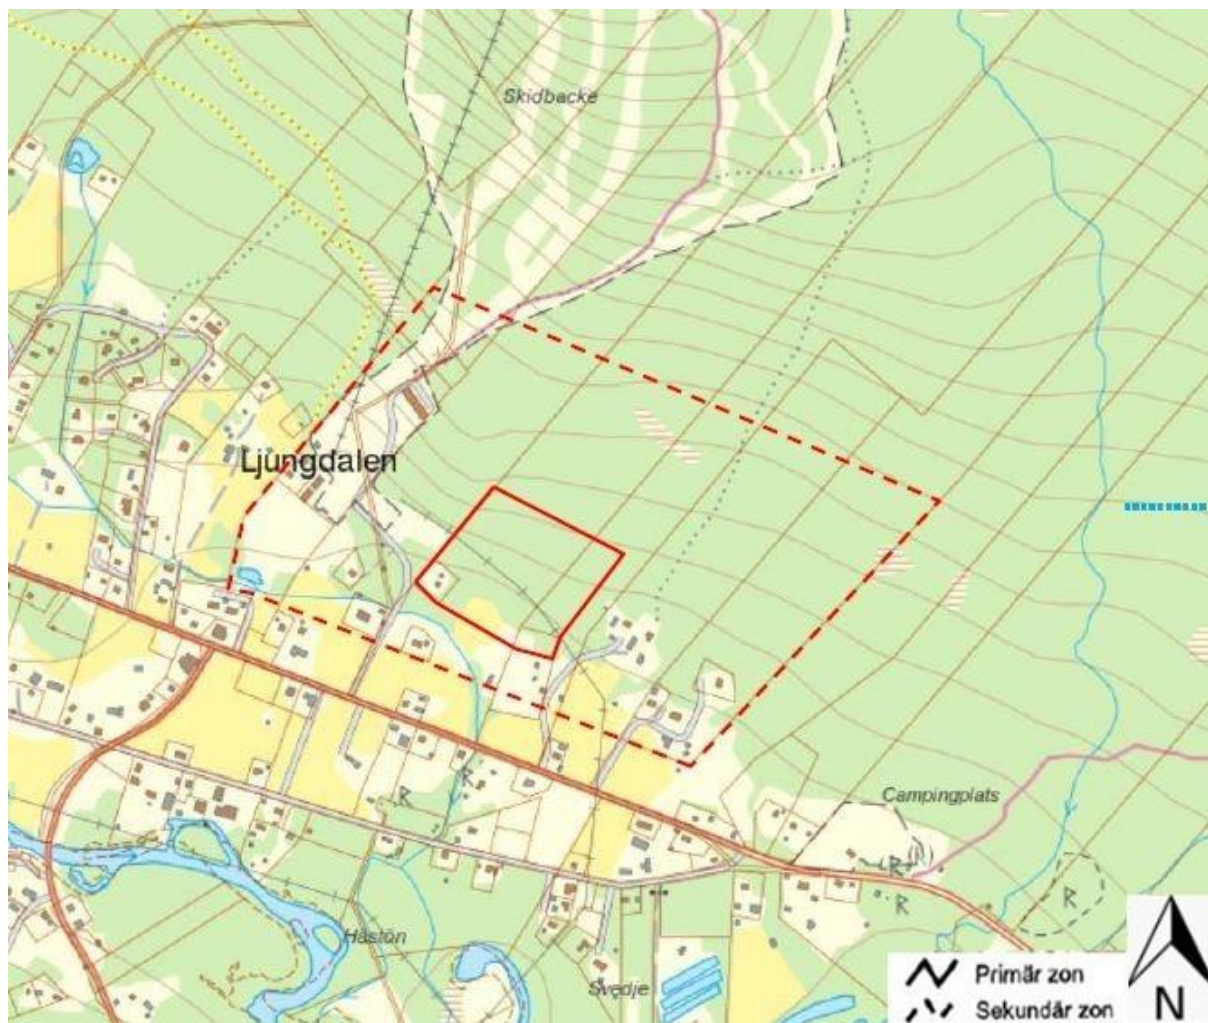 Skidbacke
Ljungdalen
Campingplats
R
R
(R)
R
R
R
Håstön
Svedje
Primär zon
Sekundär zon
N